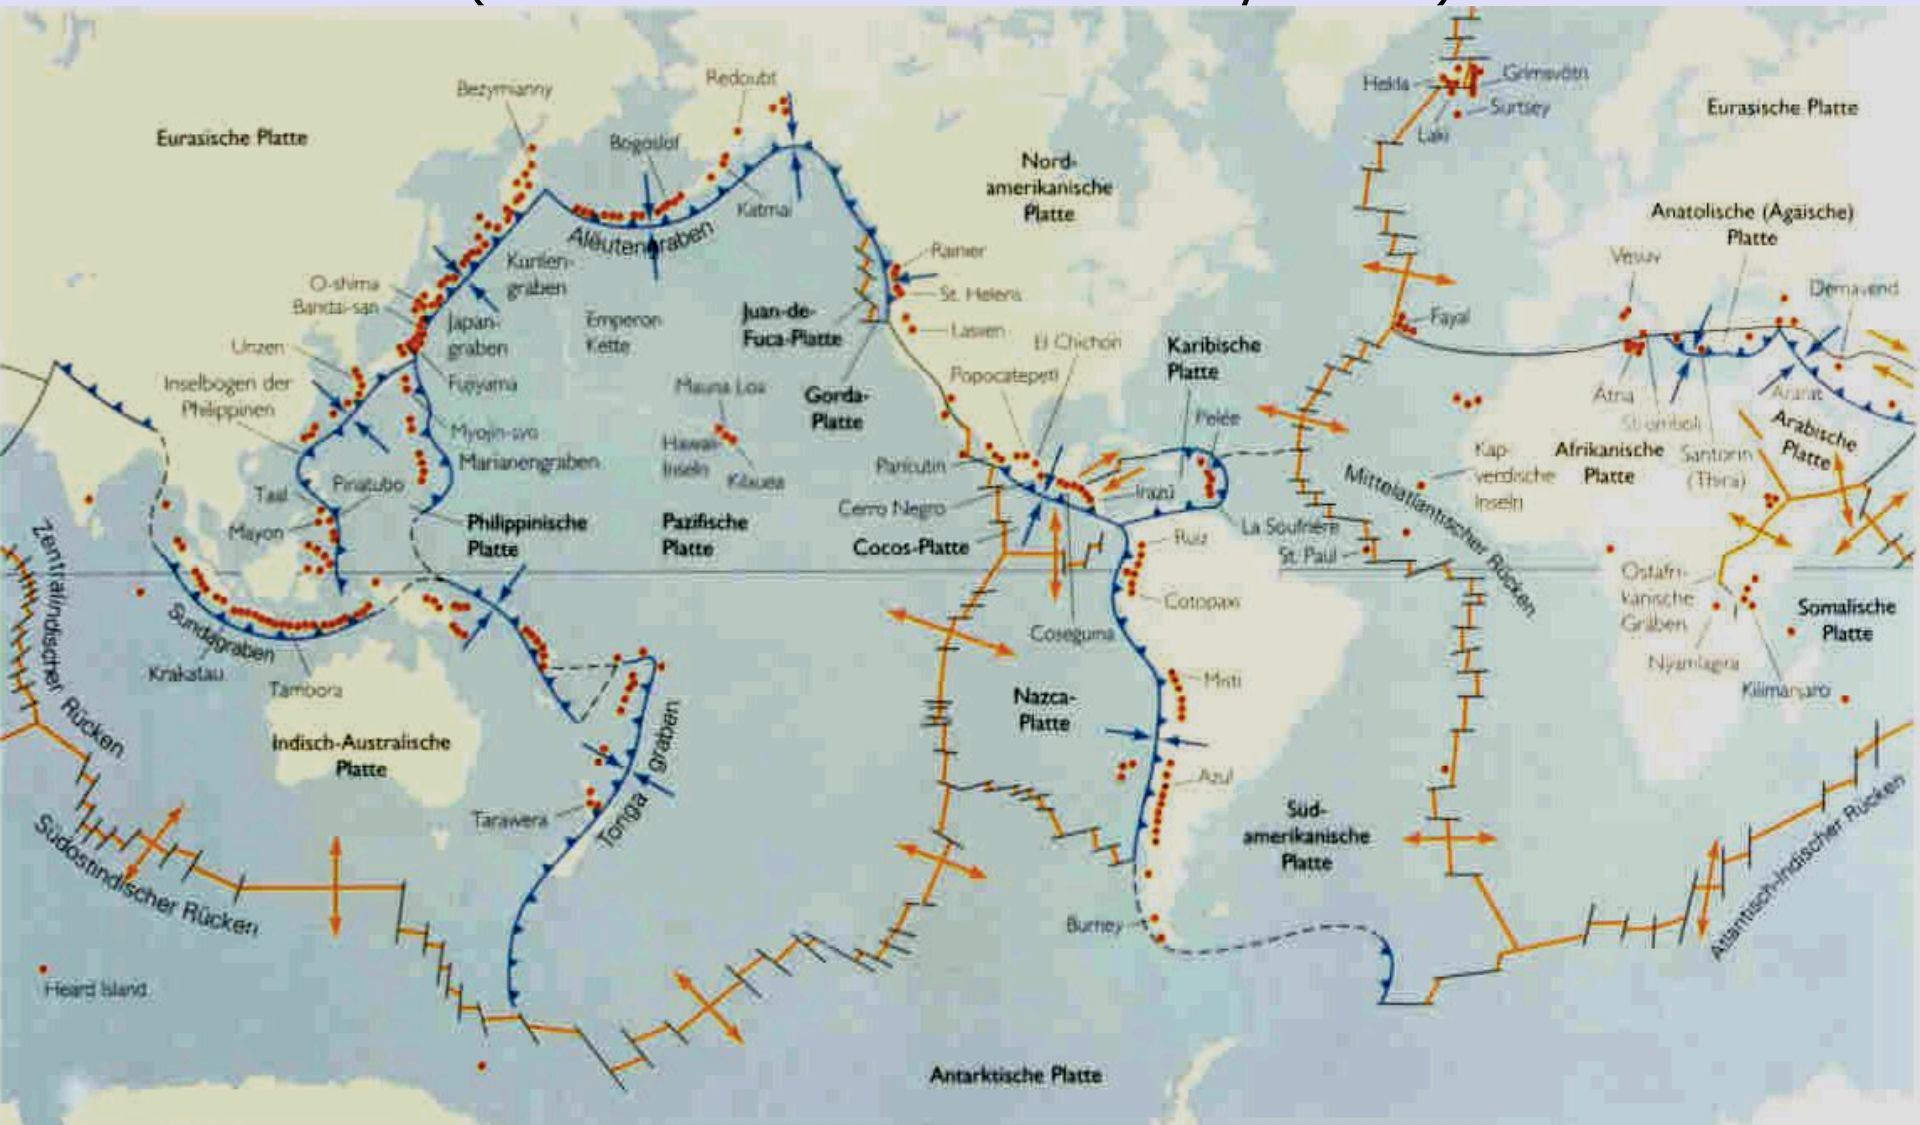 Redoubt
Bezymianny
Eurasische Platte
Bogoslof
Katmai
Aleutengraben
Kurilen-
graben
O-shima
Bandai-san
Japan-
graben
Unzen
Inselbogen der
Philippinen
Fujiyama
Myojin-syo
Marianengraben
Pinatubo
Taal
Mayon
Philippinische
Platte
Emperor
Kette
Mauna Loa
Hawaii-
Inseln
Kilauea
Pazifische
Platte
Nord-
amerikanische
Platte
Rainier
St. Helens
Lassen
Juan-de-
Fuca-Platte
Gorda-
Platte
El Chichón
Popocatepetl
Karibische
Platte
Pelée
Paricutin
Cerro Negro
Irazú
Cocos-Platte
La Soufrière
St. Paul
Ruiz
Cotopaxi
Coseguina
Misti
Nazca-
Platte
Azul
Süd-
amerikanische
Platte
Burney
Hekla
Grimsvötn
Surtsey
Laki
Eurasische Platte
Anatolische (Ägäische)
Platte
Vesuv
Demavend
Fayal
Ätna
Stromboli
Ararat
Arabische
Platte
Santorin
(Thira)
Afrikanische
Platte
Kap-
verdische
Inseln
Mittelatlantischer Rücken
Ostafri-
kanische
Gräben
Somalische
Platte
Nyamlagira
Kilimanjaro
Atlantisch-Indischer Rücken
Zentralindischer Rücken
Sundagraben
Krakatau
Tambora
Indisch-Australische
Platte
Tarawera
Tonga
graben
Südostindischer Rücken
Heard Island
Antarktische Platte